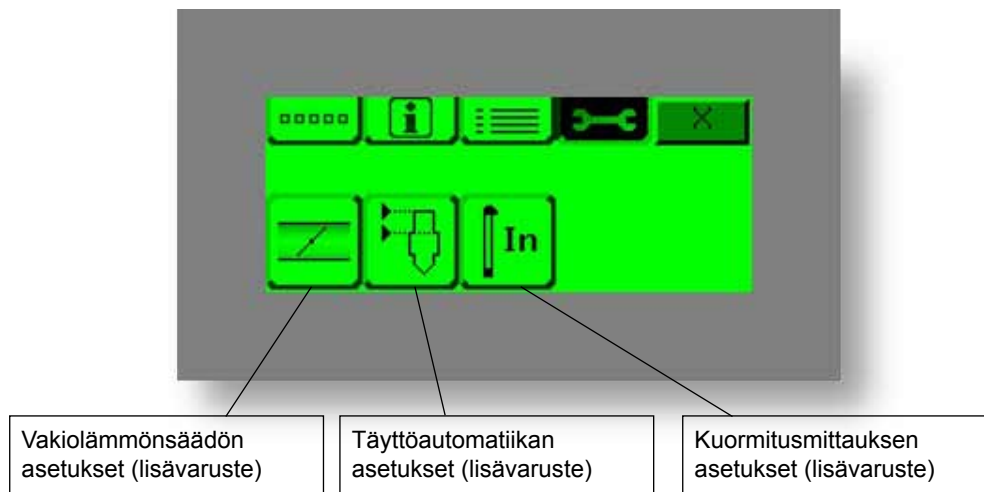 i
X
In
Vakiolämmönsäädön
asetukset (lisävaruste)
Täyttöautomatiikan
asetukset (lisävaruste)
Kuormitusmittauksen
asetukset (lisävaruste)